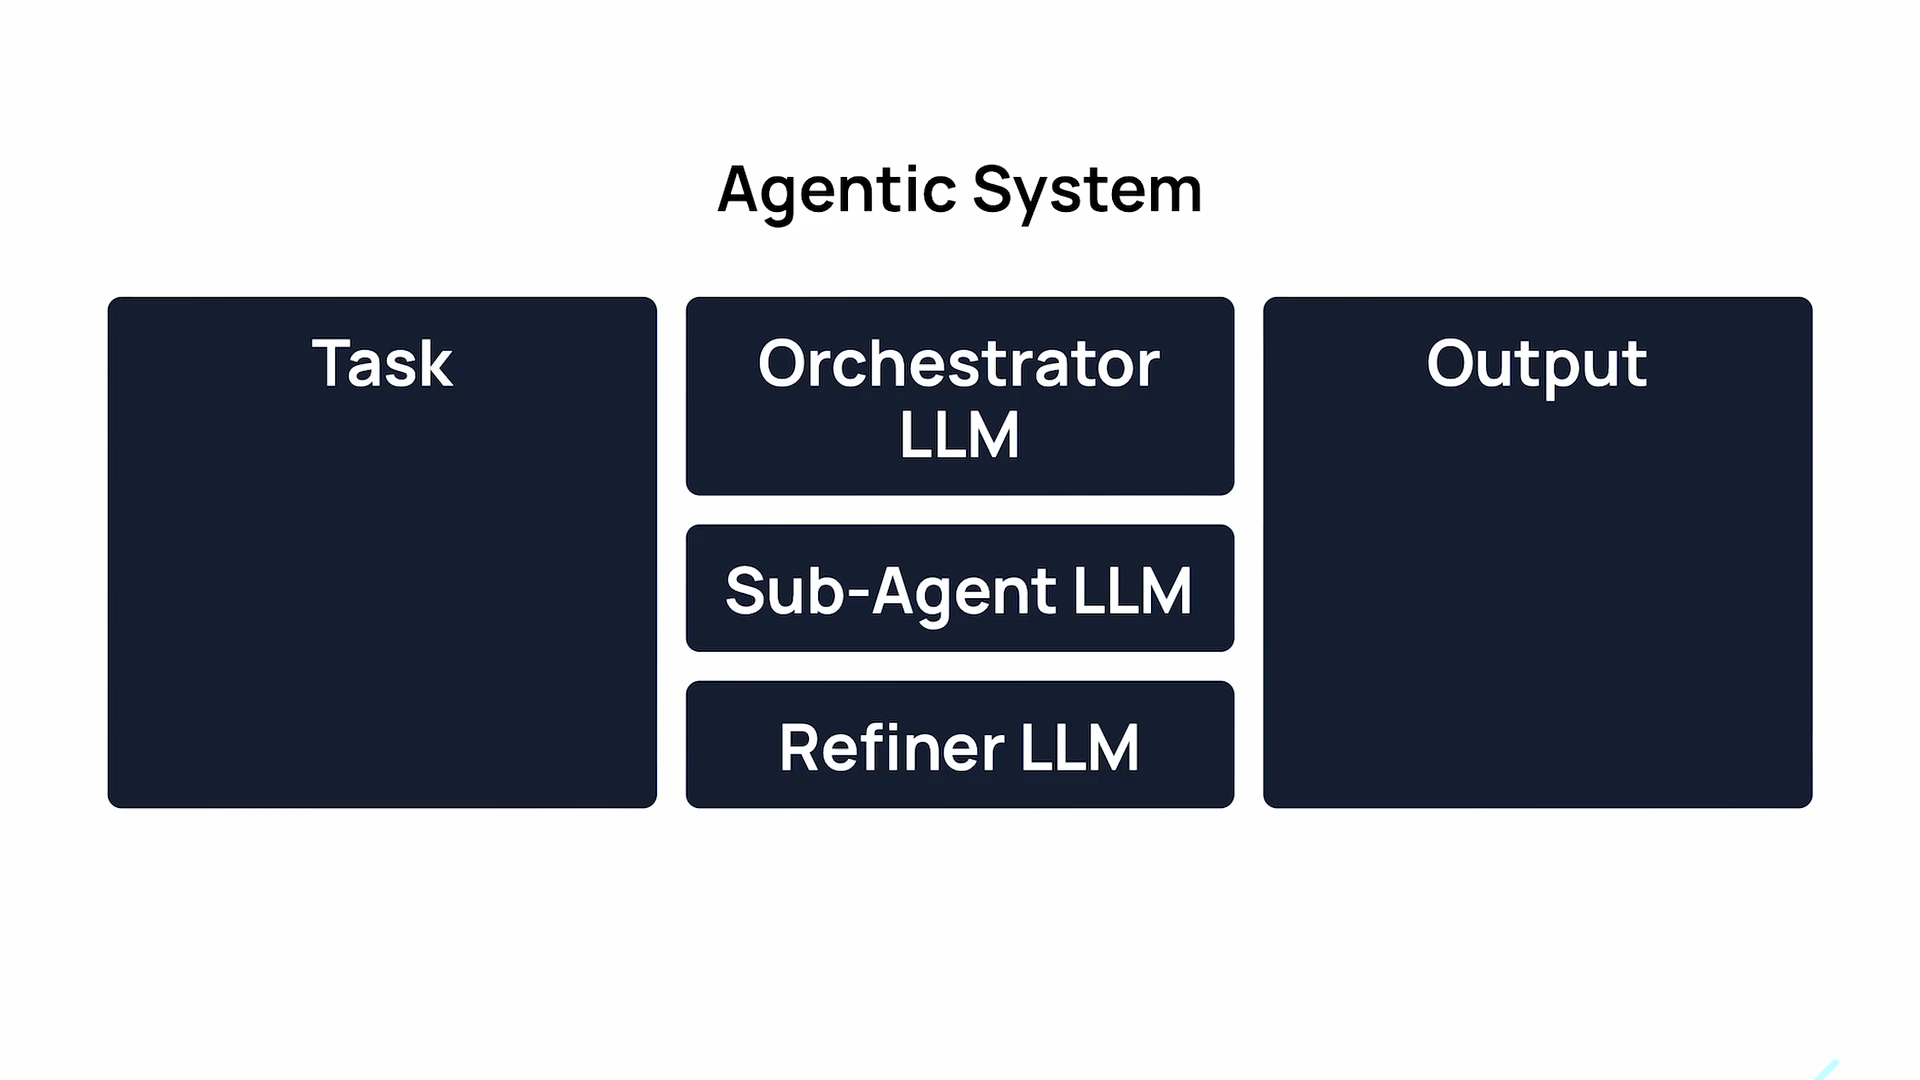 Agentic System
Task
Orchestrator
LLM
Sub-Agent LLM
Refiner LLM
Output